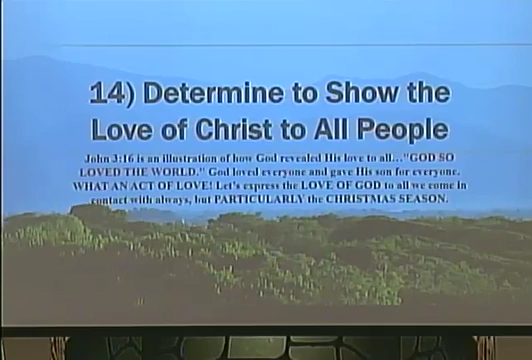 14) Determine to Show the
Love of Christ to All People
John 3:16 is an illustration of how God revealed His love to all..."GOD SO
LOVED THE WORLD." God loved everyone and gave His son for everyone.
WHAT AN ACT OF LOVE! Let's express the LOVE OF GOD to all we come in
contact with always, but PARTICULARLY the CHRISTMAS SEASON.